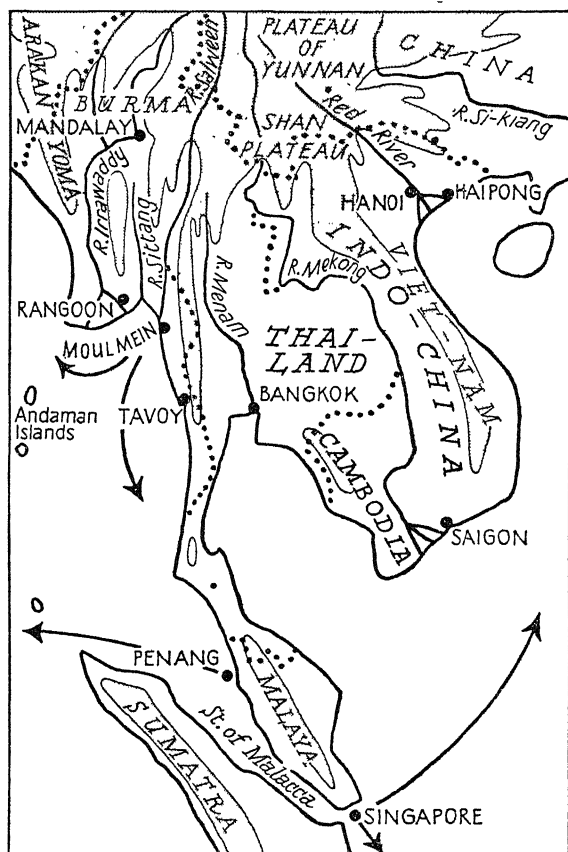 PLATEAU
OF
YUNNAN
CHINA
ARAKAN
YOMA
BURMA
MANDALAY
R. Salween
SHAN
PLATEAU
Red River
R. Si-kiang
HANOI
HAIPONG
R. Irrawaddy
R. Sittang
R. Menam
R. Mekong
INDO-CHINA
VIET-NAM
RANGOON
MOULMEIN
THAI-
LAND
Andaman
Islands
TAVOY
BANGKOK
CAMBODIA
SAIGON
PENANG
MALAYA
St. of Malacca
SUMATRA
SINGAPORE